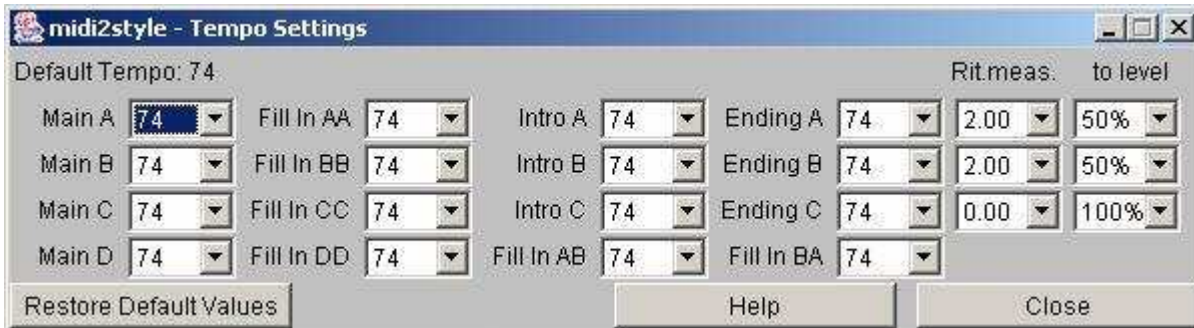 midi2style - Tempo Settings
Default Tempo: 74 Rit.meas. to level
Main A 74 Fill In AA 74 Intro A 74 Ending A 74 2.00 50%
Main B 74 Fill In BB 74 Intro B 74 Ending B 74 2.00 50%
Main C 74 Fill In CC 74 Intro C 74 Ending C 74 0.00 100%
Main D 74 Fill In DD 74 Fill In AB 74 Fill In BA 74
Restore Default Values Help Close